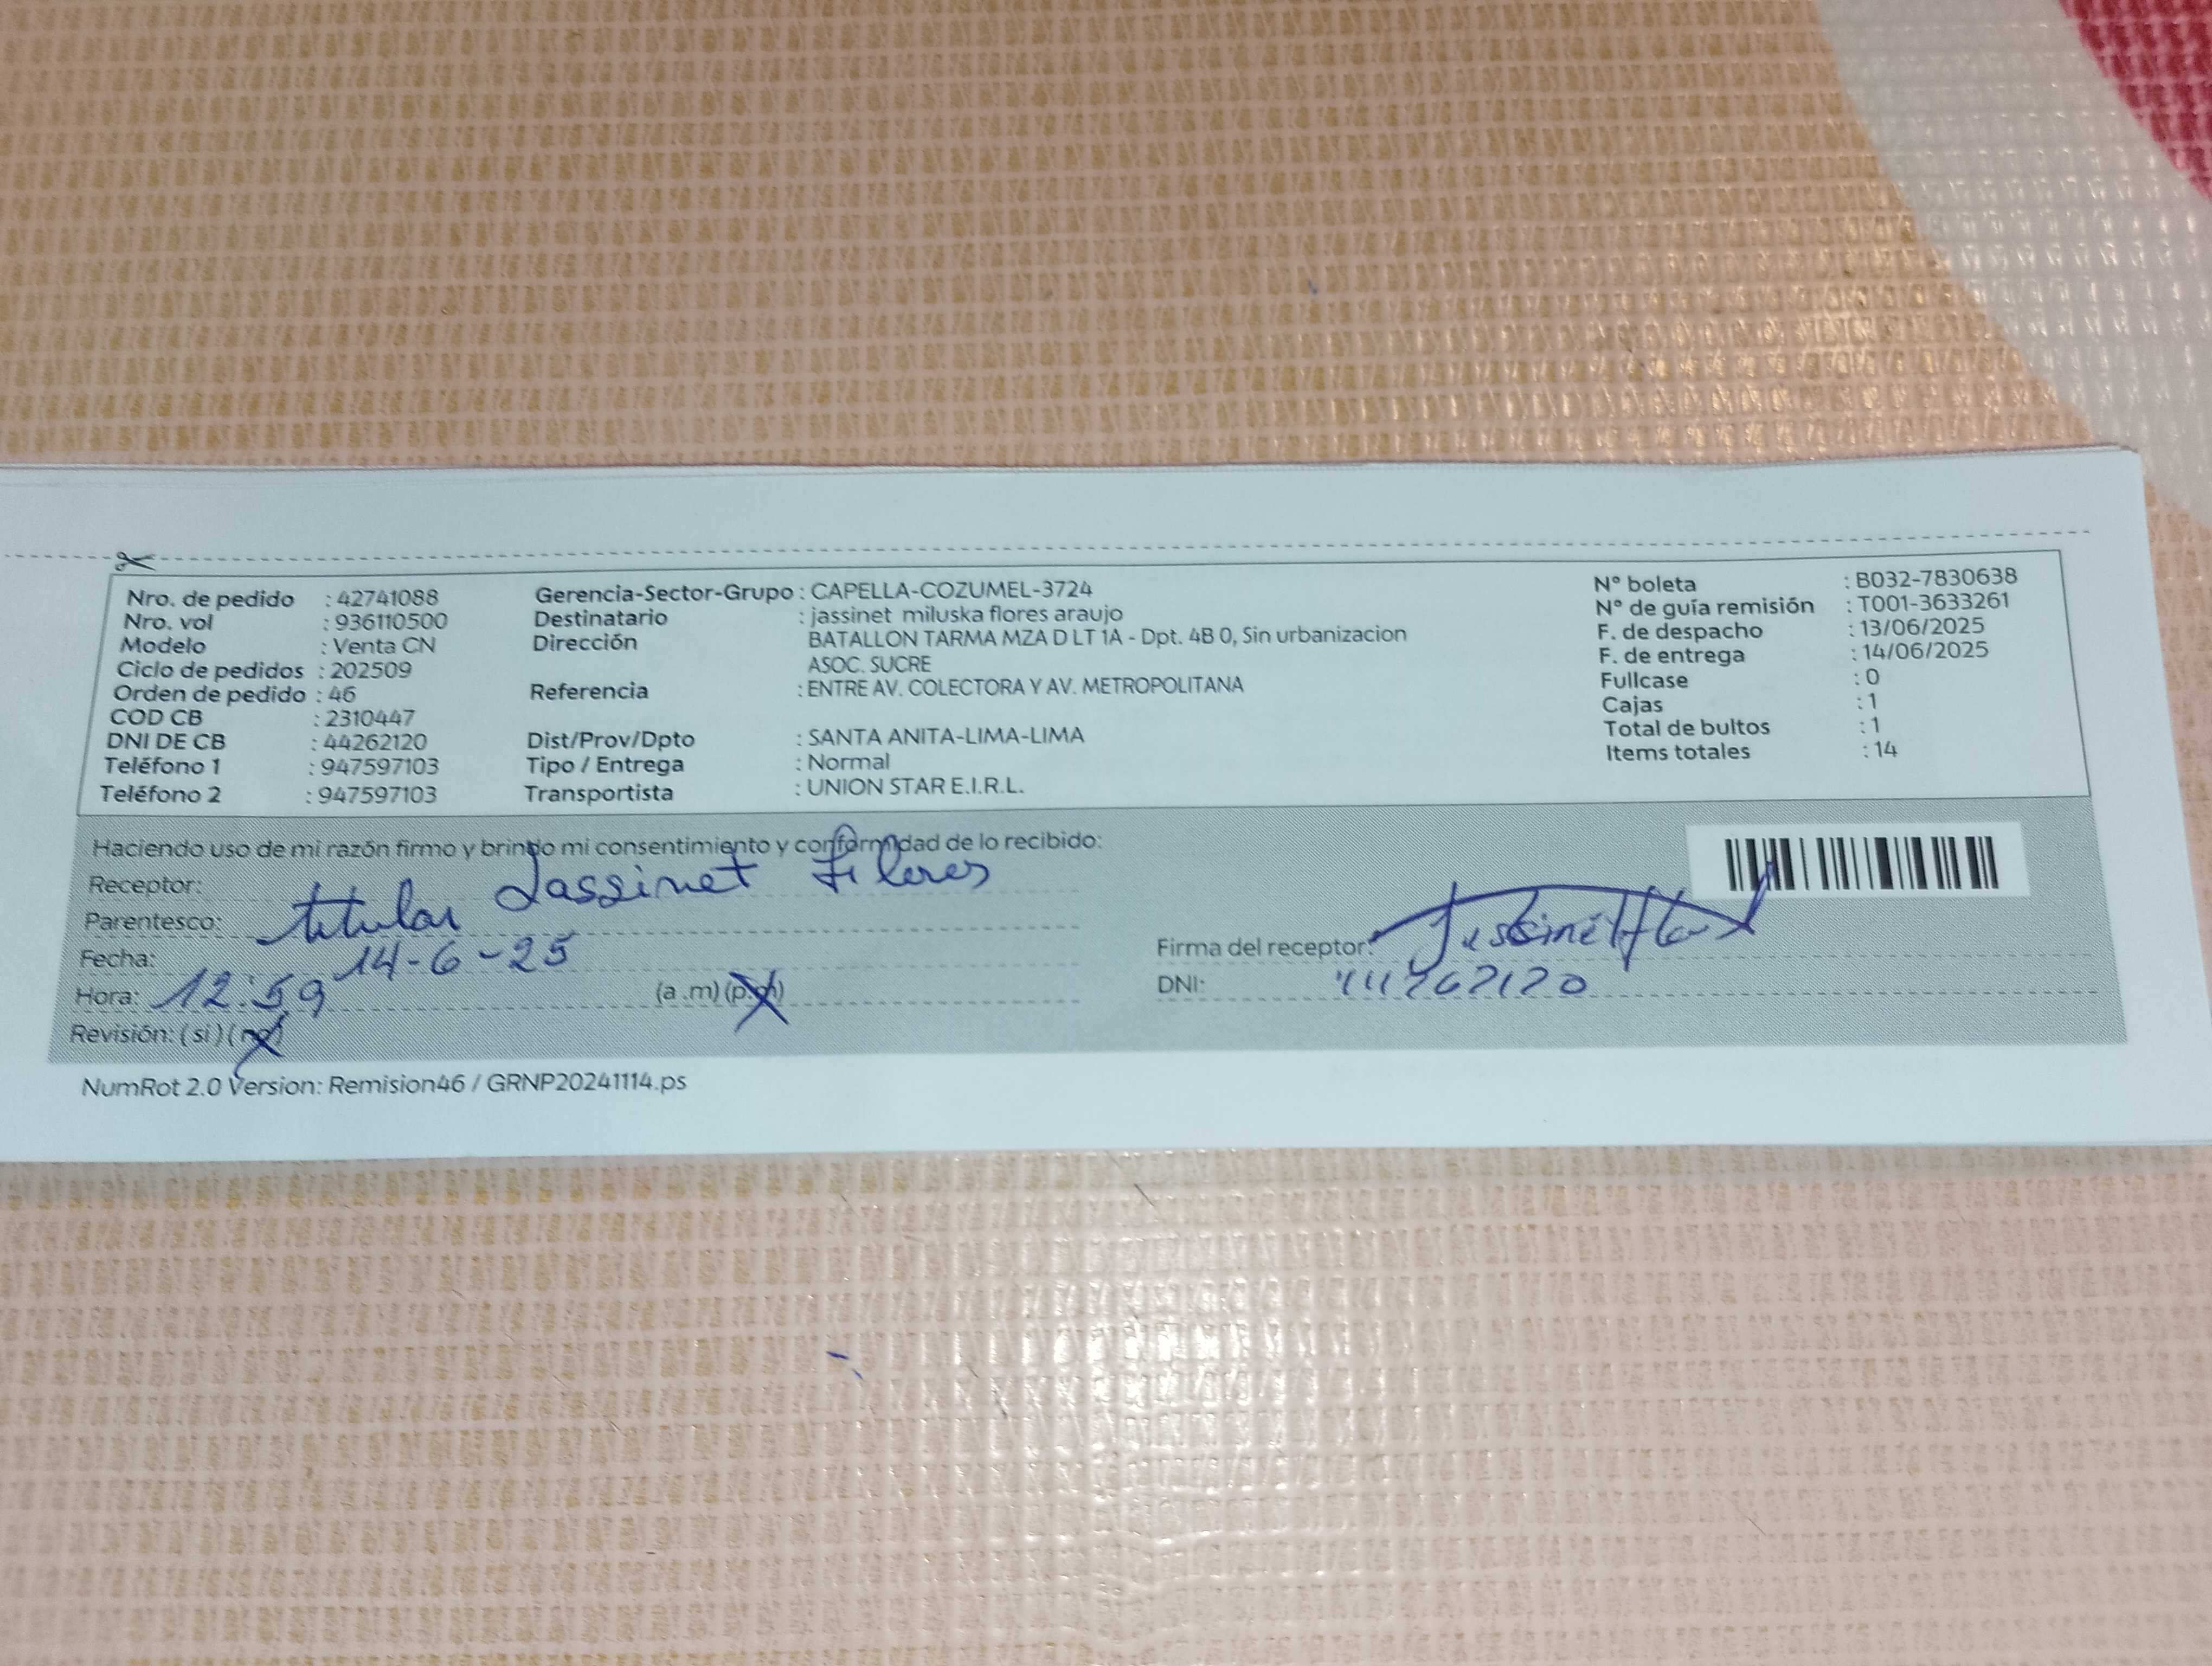 Nro. de pedido : 42741088
Nro. vol : 936110500
Modelo : Venta CN
Ciclo de pedidos : 202509
Orden de pedido : 46
COD CB : 2310447
DNI DE CB : 44262120
Teléfono 1 : 947597103
Teléfono 2 : 947597103
Gerencia-Sector-Grupo : CAPELLA-COZUMEL-3724
Destinatario : jassinet miluska flores araujo
Dirección BATALLON TARMA MZA D LT 1A - Dpt. 4B 0, Sin urbanizacion
ASOC. SUCRE
Referencia : ENTRE AV. COLECTORA Y AV. METROPOLITANA
Dist/Prov/Dpto : SANTA ANITA-LIMA-LIMA
Tipo / Entrega : Normal
Transportista : UNION STAR E.I.R.L.
N° boleta : B032-7830638
N° de guía remisión : T001-3633261
F. de despacho : 13/06/2025
F. de entrega : 14/06/2025
Fullcase : 0
Cajas : 1
Total de bultos : 1
Items totales : 14
Haciendo uso de mi razón firmo y brindo mi consentimiento y conformidad de lo recibido:
Receptor: Jassinet Flores
Parentesco: titular
Fecha: 14-6-25
Hora: 12:59 (a.m) (p.m)
Revisión: (si) (no)
Firma del receptor:
DNI:
NumRot 2.0 Version: Remision46 / GRNP20241114.ps